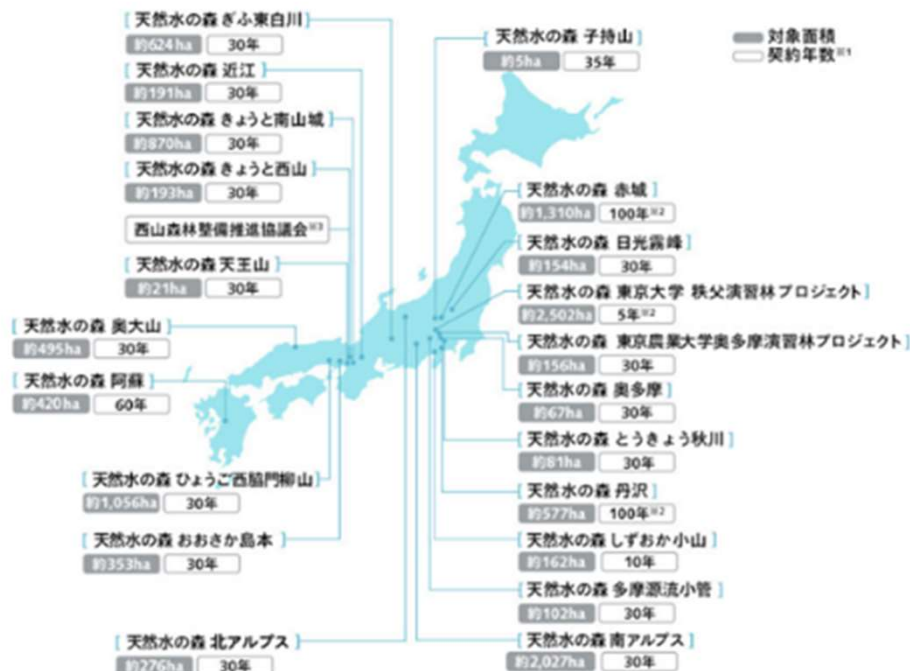 [ 天然水の森 ぎふ東白川 ]
約624ha 30年
[ 天然水の森 近江 ]
約191ha 30年
[ 天然水の森 きょうと南山城 ]
約870ha 30年
[ 天然水の森 きょうと西山 ]
約193ha 30年
西山森林整備推進協議会※3
[ 天然水の森 天王山 ]
約21ha 30年
[ 天然水の森 奥大山 ]
約495ha 30年
[ 天然水の森 阿蘇 ]
約420ha 60年
[ 天然水の森 ひょうご西脇門柳山 ]
約1,056ha 30年
[ 天然水の森 おおさか島本 ]
約353ha 30年
[ 天然水の森 北アルプス ]
約276ha 30年
[ 天然水の森 子持山 ]
約5ha 35年
対象面積
契約年数※1
[ 天然水の森 赤城 ]
約1,310ha 100年※2
[ 天然水の森 日光霧峰 ]
約154ha 30年
[ 天然水の森 東京大学 秩父演習林プロジェクト ]
約2,502ha 5年※2
[ 天然水の森 東京農業大学奥多摩演習林プロジェクト ]
約156ha 30年
[ 天然水の森 奥多摩 ]
約67ha 30年
[ 天然水の森 とうきょう秋川 ]
約81ha 30年
[ 天然水の森 丹沢 ]
約577ha 100年※2
[ 天然水の森 しずおか小山 ]
約162ha 10年
[ 天然水の森 多摩源流小菅 ]
約102ha 30年
[ 天然水の森 南アルプス ]
約2,027ha 30年